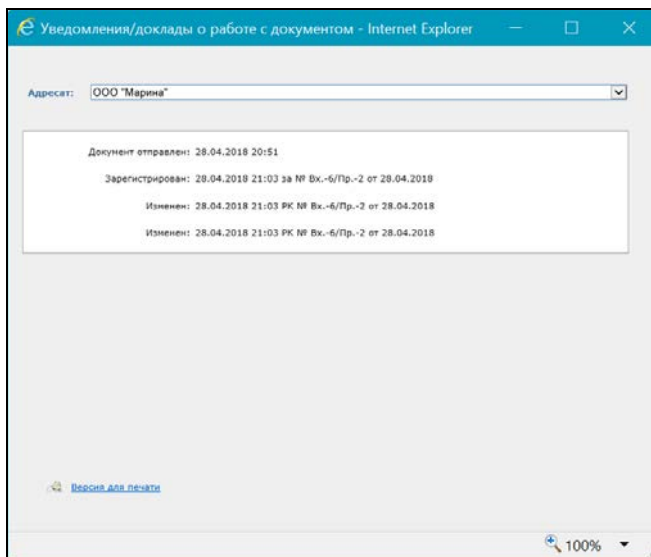 Уведомления/доклады о работе с документом - Internet Explorer
Адресат: ООО "Марина"
Документ отправлен: 28.04.2018 20:51
Зарегистрирован: 28.04.2018 21:03 за № Вх.-6/Пр.-2 от 28.04.2018
Изменен: 28.04.2018 21:03 РК № Вх.-6/Пр.-2 от 28.04.2018
Изменен: 28.04.2018 21:03 РК № Вх.-6/Пр.-2 от 28.04.2018
Версия для печати
100%